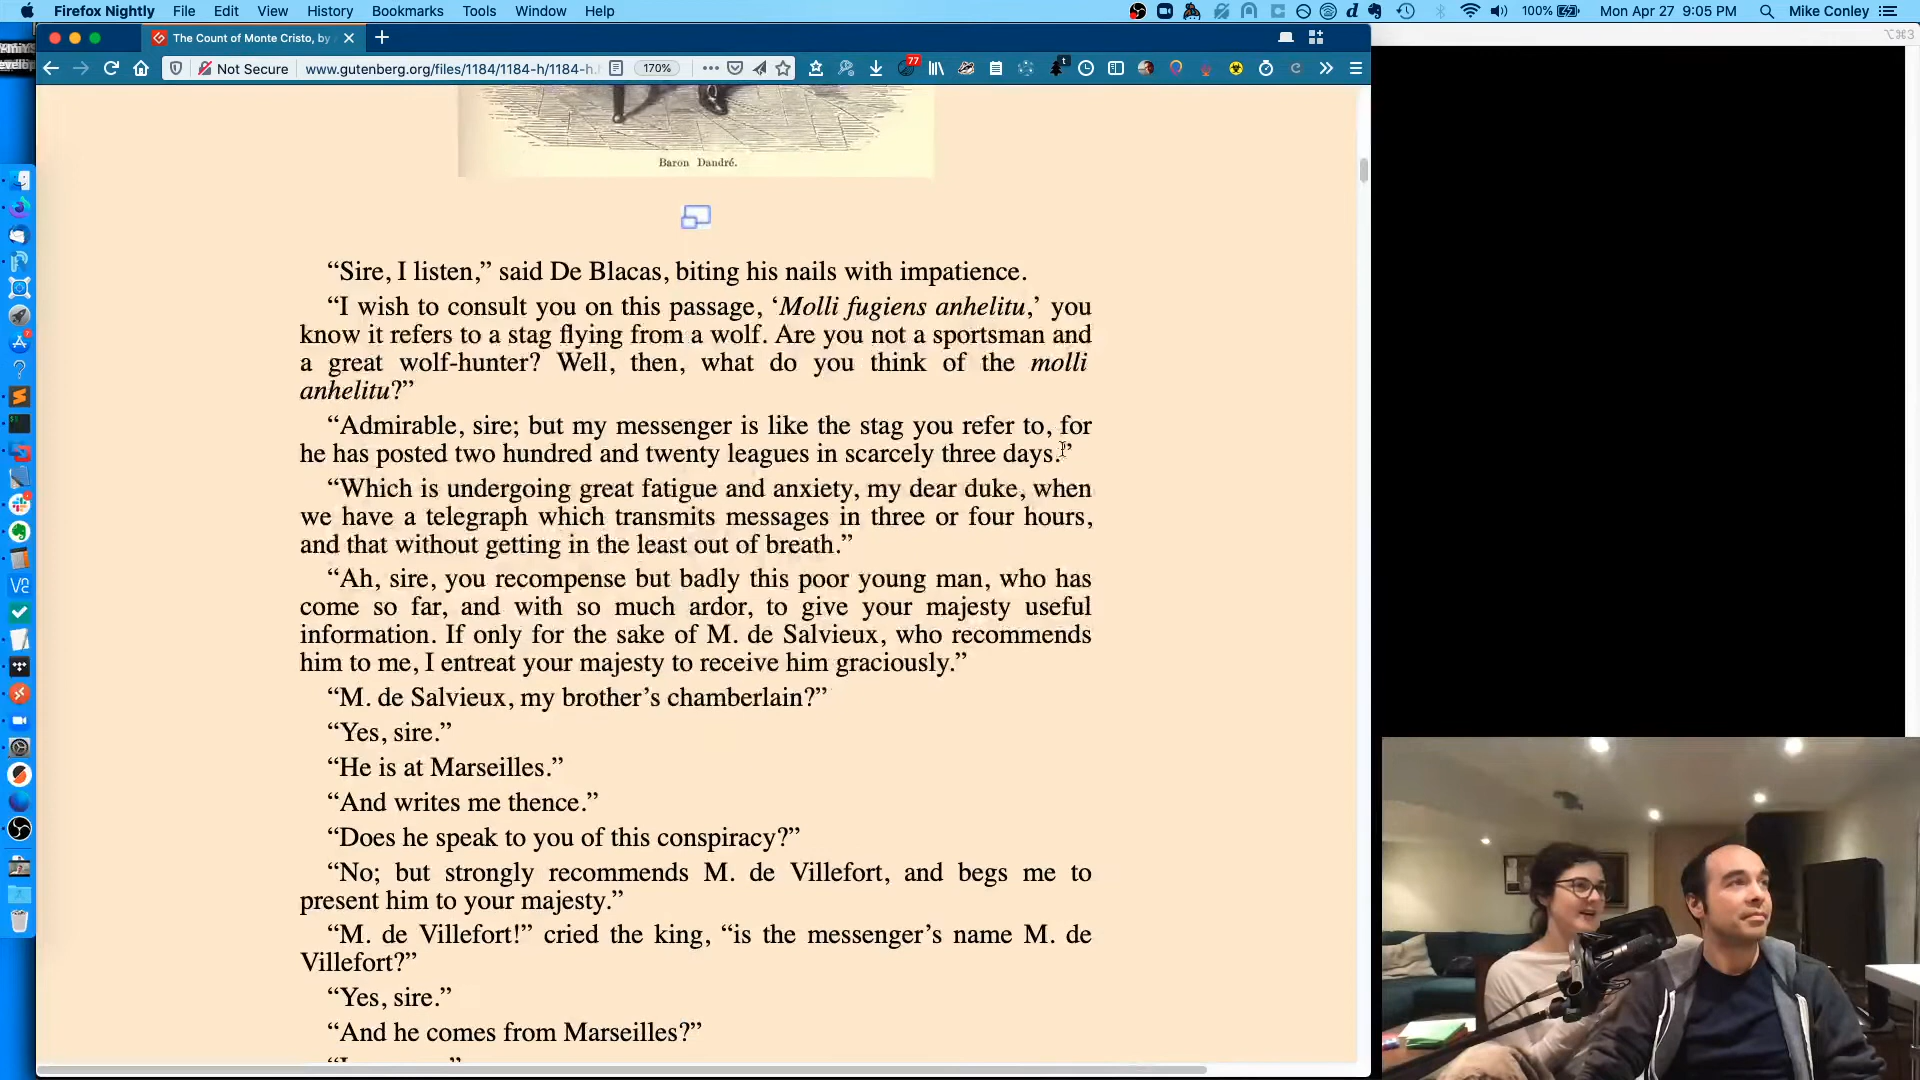 Firefox Nightly File Edit View History Bookmarks Tools Window Help 100% Mon Apr 27 9:05 PM Mike Conley
⌥⌘3
The Count of Monte Cristo, by
Not Secure www.gutenberg.org/files/1184/1184-h/1184-h. 170% 77
Baron Dandré.
“Sire, I listen,” said De Blacas, biting his nails with impatience.
“I wish to consult you on this passage, ‘Molli fugiens anhelitu,’ you
know it refers to a stag flying from a wolf. Are you not a sportsman and
a great wolf-hunter? Well, then, what do you think of the molli
anhelitu?”
“Admirable, sire; but my messenger is like the stag you refer to, for
he has posted two hundred and twenty leagues in scarcely three days.”
“Which is undergoing great fatigue and anxiety, my dear duke, when
we have a telegraph which transmits messages in three or four hours,
and that without getting in the least out of breath.”
“Ah, sire, you recompense but badly this poor young man, who has
come so far, and with so much ardor, to give your majesty useful
information. If only for the sake of M. de Salvieux, who recommends
him to me, I entreat your majesty to receive him graciously.”
“M. de Salvieux, my brother’s chamberlain?”
“Yes, sire.”
“He is at Marseilles.”
“And writes me thence.”
“Does he speak to you of this conspiracy?”
“No; but strongly recommends M. de Villefort, and begs me to
present him to your majesty.”
“M. de Villefort!” cried the king, “is the messenger’s name M. de
Villefort?”
“Yes, sire.”
“And he comes from Marseilles?”